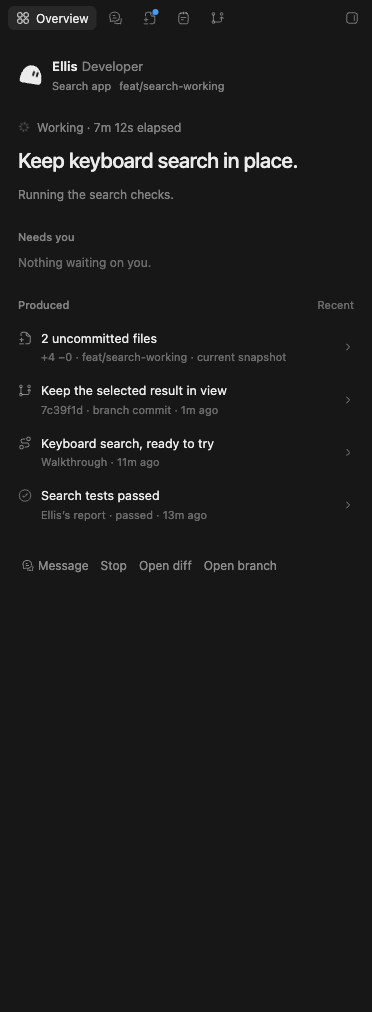 Overview
Ellis Developer
Search app feat/search-working
Working · 7m 12s elapsed
Keep keyboard search in place.
Running the search checks.
Needs you
Nothing waiting on you.
Produced Recent
2 uncommitted files
+4 −0 · feat/search-working · current snapshot
Keep the selected result in view
7c39f1d · branch commit · 1m ago
Keyboard search, ready to try
Walkthrough · 11m ago
Search tests passed
Ellis's report · passed · 13m ago
Message Stop Open diff Open branch